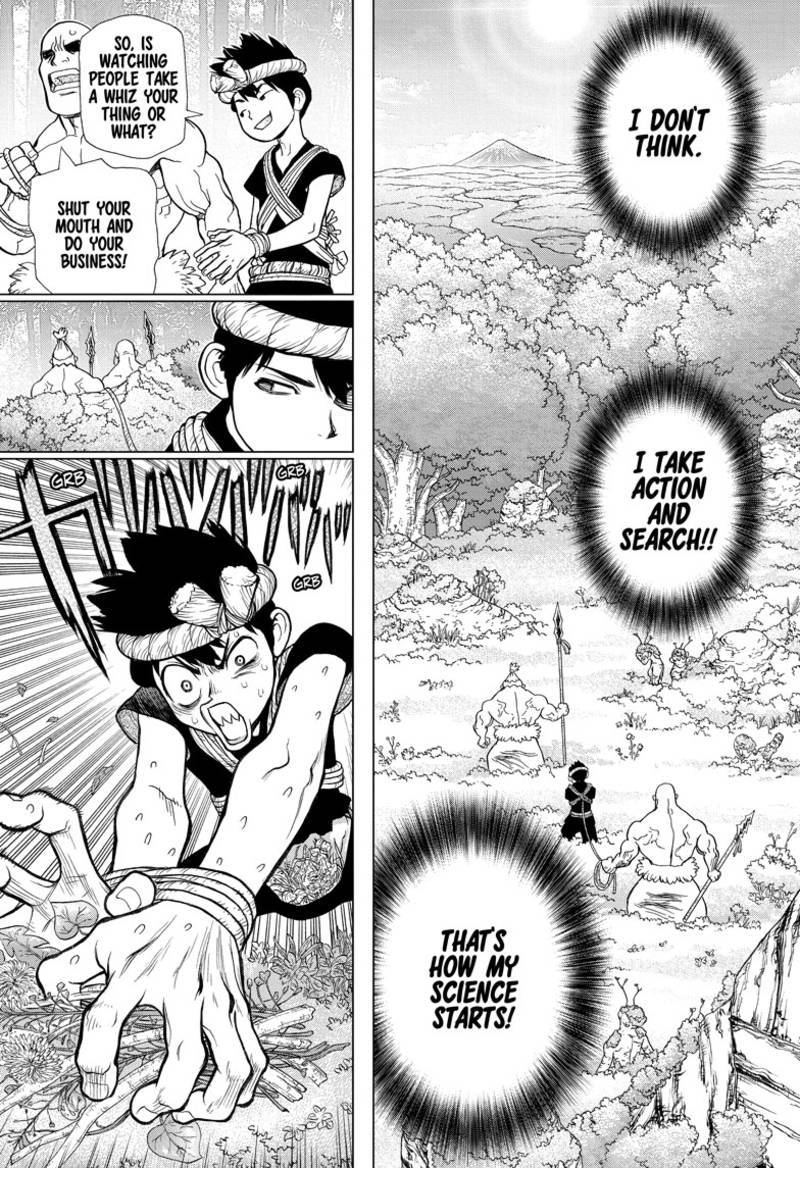 I DON'T
THINK.
I TAKE
ACTION
AND
SEARCH!!
THAT'S
HOW MY
SCIENCE
STARTS!
SO, IS
WATCHING
PEOPLE TAKE
A WHIZ YOUR
THING OR
WHAT?
SHUT YOUR
MOUTH AND
DO YOUR
BUSINESS!
GRB
GRB
GRB